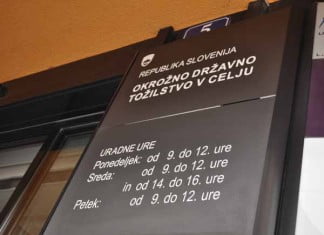 5
REPUBLIKA SLOVENIJA
OKROŽNO DRŽAVNO
TOŽILSTVO V CELJU
URADNE URE
Ponedeljek: od 9. do 12. ure
Sreda: od 9. do 12. ure
in od 14. do 16. ure
Petek: od 9. do 12. ure